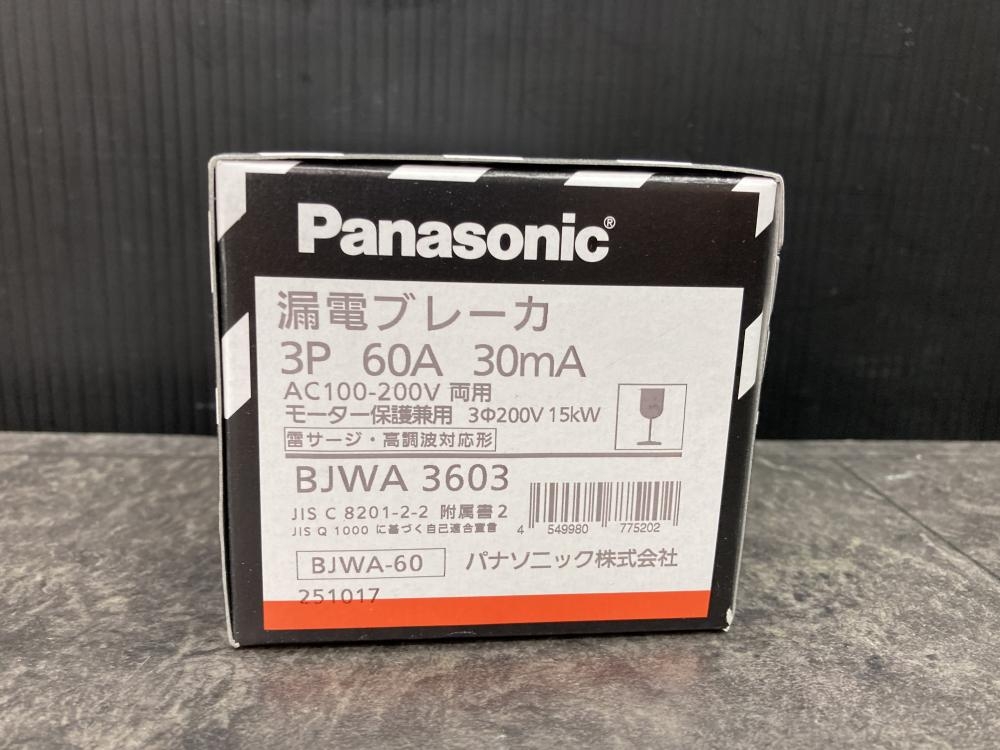 Panasonic®
漏電ブレーカ
3P 60A 30mA
AC100-200V 両用
モーター保護兼用 3Φ200V 15kW
雷サージ・高調波対応形
BJWA 3603
JIS C 8201-2-2 附属書2
JIS Q 1000 に基づく自己適合宣言
4 549980 775202
BJWA-60 パナソニック株式会社
251017